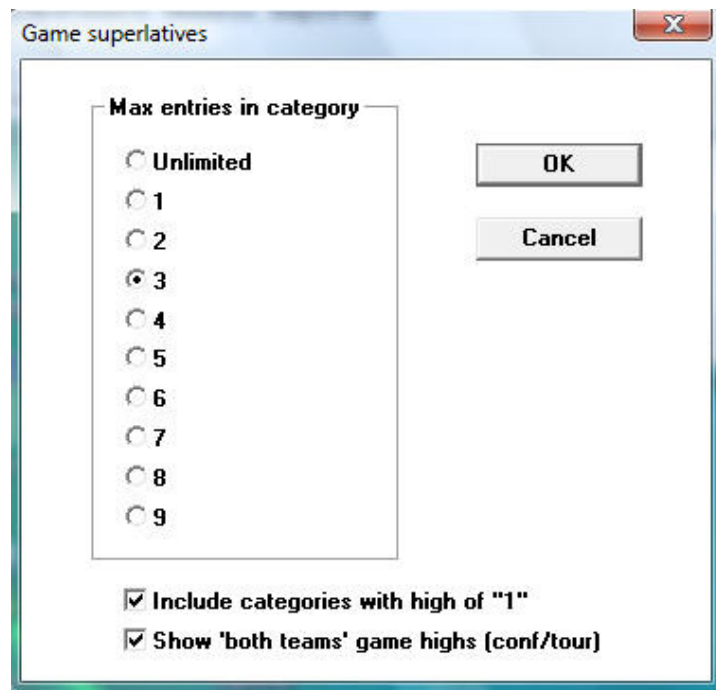 Game superlatives
Max entries in category
Unlimited
OK
1
2
Cancel
3
4
5
6
7
8
9
Include categories with high of "1"
Show 'both teams' game highs (conf/tour)